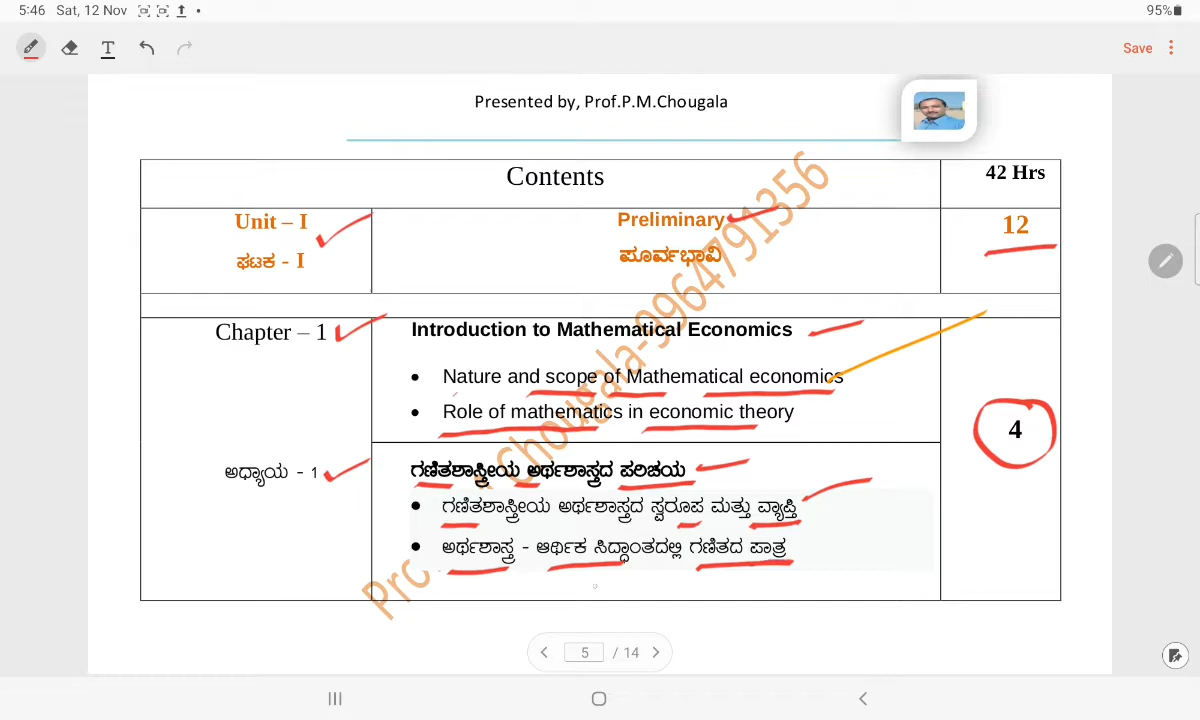 5:46 Sat, 12 Nov
95%
T
Save
Presented by, Prof.P.M.Chougala
Contents
42 Hrs
Unit – I
ಘಟಕ - I
Preliminary
ಪೂರ್ವಭಾವಿ
12
Chapter – 1
Introduction to Mathematical Economics
• Nature and scope of Mathematical economics
• Role of mathematics in economic theory
4
ಅಧ್ಯಾಯ - 1
ಗಣಿತಶಾಸ್ತ್ರೀಯ ಅರ್ಥಶಾಸ್ತ್ರದ ಪರಿಚಯ
• ಗಣಿತಶಾಸ್ತ್ರೀಯ ಅರ್ಥಶಾಸ್ತ್ರದ ಸ್ವರೂಪ ಮತ್ತು ವ್ಯಾಪ್ತಿ
• ಅರ್ಥಶಾಸ್ತ್ರ - ಆರ್ಥಿಕ ಸಿದ್ಧಾಂತದಲ್ಲಿ ಗಣಿತದ ಪಾತ್ರ
Chougala-9964791356
5 / 14